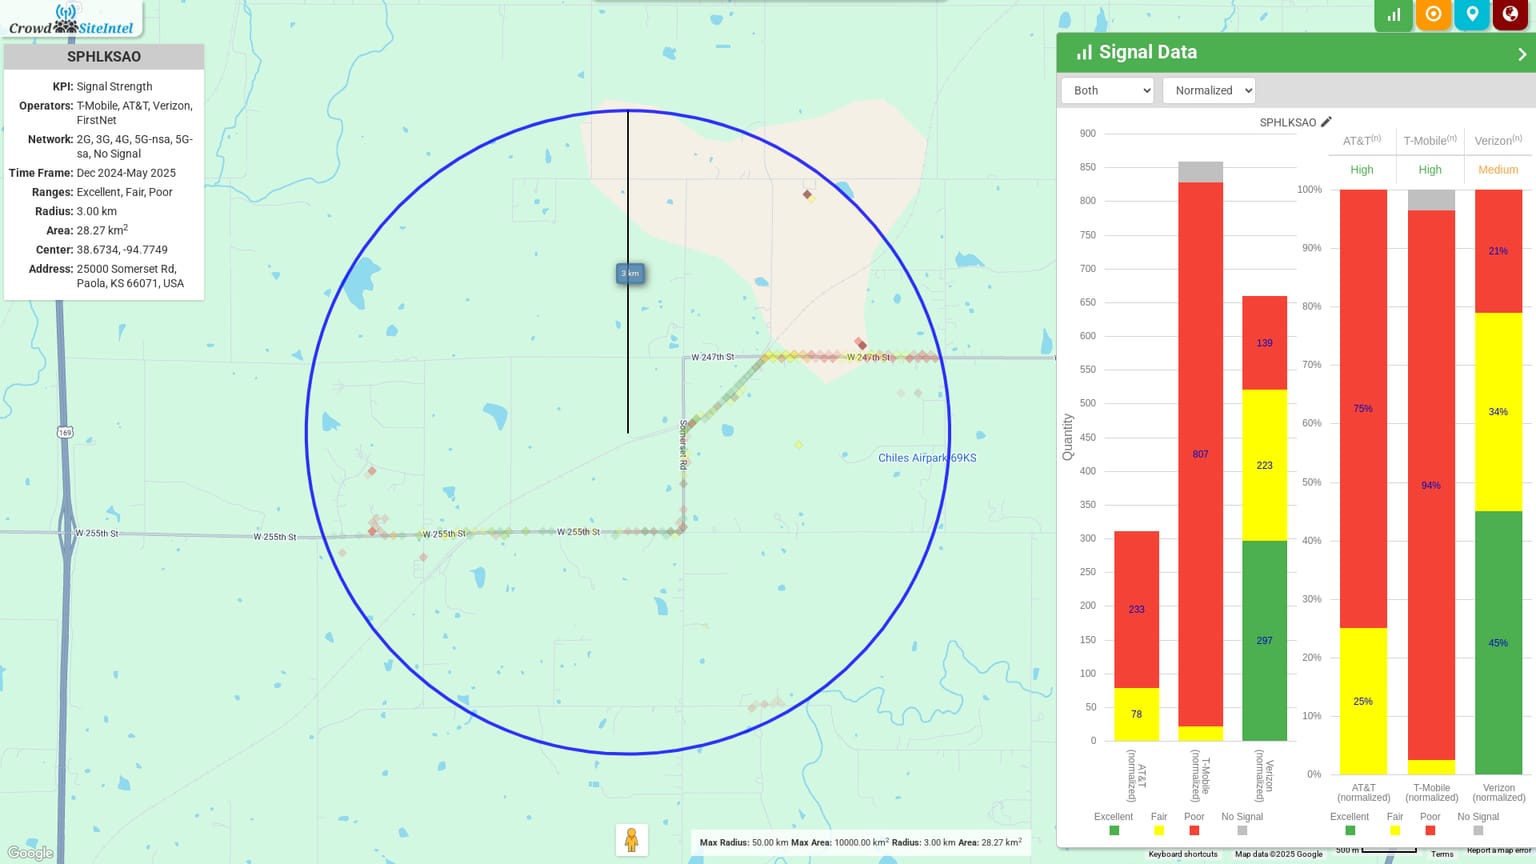 Crowd SiteIntel
SPHLKSAO
KPI: Signal Strength
Operators: T-Mobile, AT&T, Verizon,
FirstNet
Network: 2G, 3G, 4G, 5G-nsa, 5G-
sa, No Signal
Time Frame: Dec 2024-May 2025
Ranges: Excellent, Fair, Poor
Radius: 3.00 km
Area: 28.27 km2
Center: 38.6734, -94.7749
Address: 25000 Somerset Rd,
Paola, KS 66071, USA
3 km
W 247th St
W 247th St
Somerset Rd
Chiles Airpark 69KS
169
W 255th St
W 255th St
W 255th St
W 255th St
Google
Max Radius: 50.00 km Max Area: 10000.00 km2 Radius: 3.00 km Area: 28.27 km2
Signal Data
Both
Normalized
SPHLKSAO
Quantity
900
850
800
750
700
650
600
550
500
450
400
350
300
250
200
150
100
50
0
233
78
807
139
223
297
AT&T
(normalized)
T-Mobile
(normalized)
Verizon
(normalized)
Excellent Fair Poor No Signal
AT&T(n) T-Mobile(n) Verizon(n)
High High Medium
100%
90%
80%
70%
60%
50%
40%
30%
20%
10%
0%
75%
25%
94%
21%
34%
45%
AT&T
(normalized)
T-Mobile
(normalized)
Verizon
(normalized)
Excellent Fair Poor No Signal
Keyboard shortcuts Map data ©2025 Google 500 m Terms Report a map error